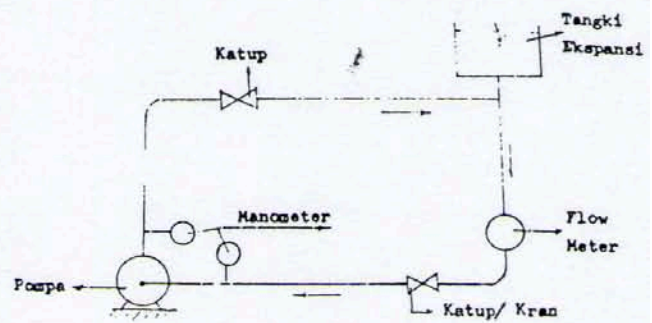 Tangki
Ekspansi
Katup
Manometer
Flow
Meter
Pompa
Katup/ Kran